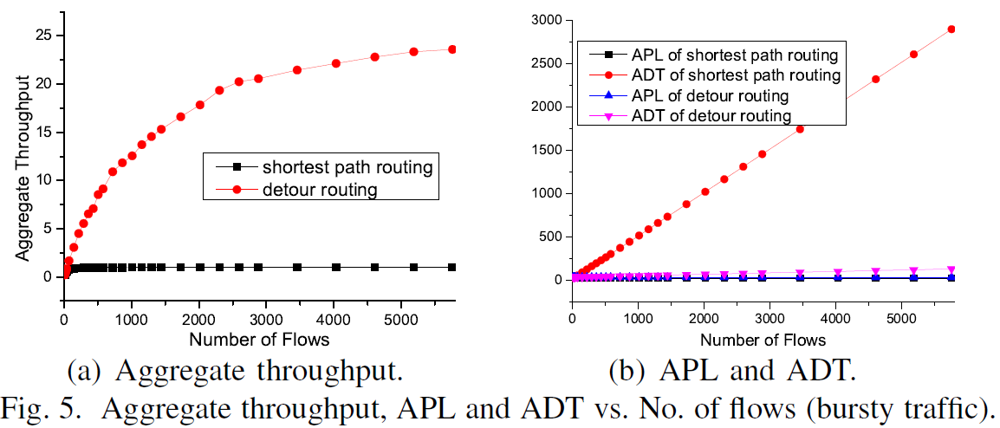 25
20
15
10
5
0
Aggregate Throughput
shortest path routing
detour routing
0 1000 2000 3000 4000 5000
Number of Flows
(a) Aggregate throughput.
3000
2500
2000
1500
1000
500
0
APL of shortest path routing
ADT of shortest path routing
APL of detour routing
ADT of detour routing
0 1000 2000 3000 4000 5000
Number of Flows
(b) APL and ADT.
Fig. 5. Aggregate throughput, APL and ADT vs. No. of flows (bursty traffic).